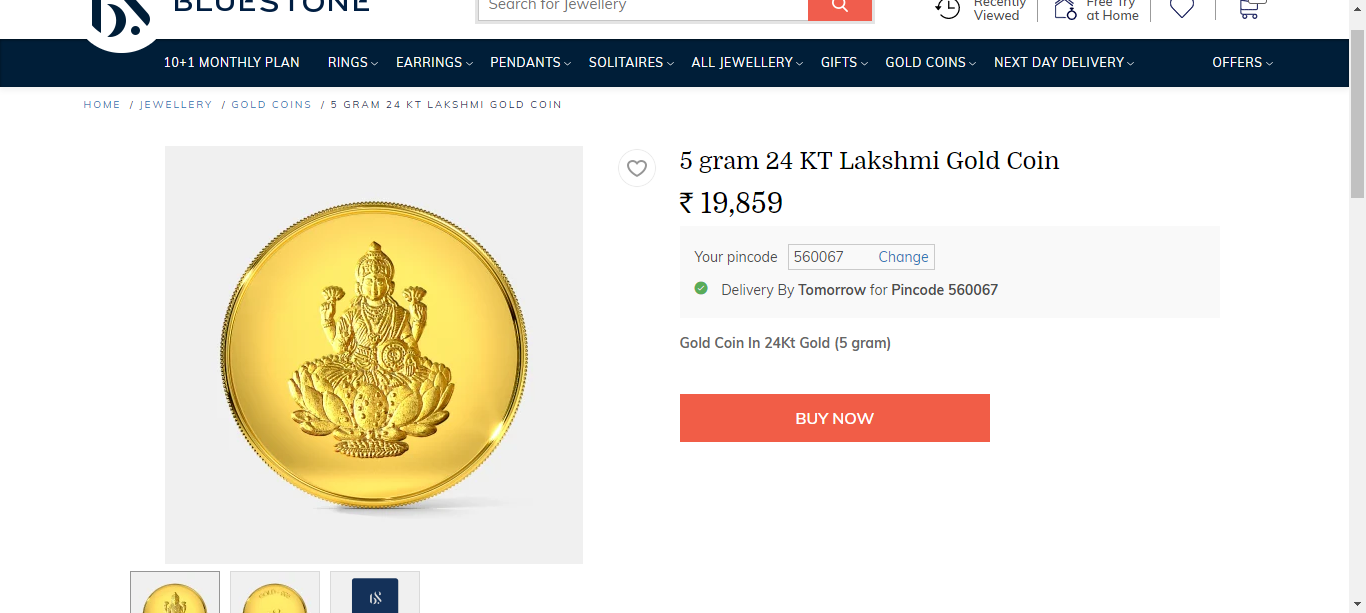 BLUESTONE
Search for Jewellery
Recently
Viewed
Free Try
at Home
10+1 MONTHLY PLAN RINGS EARRINGS PENDANTS SOLITAIRES ALL JEWELLERY GIFTS GOLD COINS NEXT DAY DELIVERY OFFERS
HOME / JEWELLERY / GOLD COINS / 5 GRAM 24 KT LAKSHMI GOLD COIN
5 gram 24 KT Lakshmi Gold Coin
₹ 19,859
Your pincode 560067 Change
Delivery By Tomorrow for Pincode 560067
Gold Coin In 24Kt Gold (5 gram)
BUY NOW